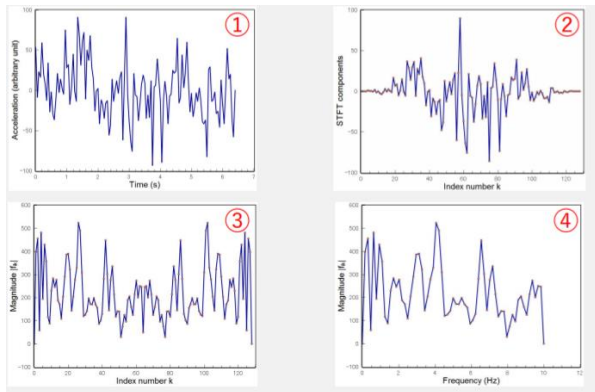 ①
Acceleration (arbitrary unit)
100
50
0
−50
−100
0 1 2 3 4 5 6 7
Time (s)
②
STFT components
100
50
0
−50
−100
20 40 60 80 100 120
Index number k
③
Magnitude |f̂ₖ|
600
500
400
300
200
100
0
−100
0 20 40 60 80 100 120
Index number k
④
Magnitude |f̂ₖ|
600
500
400
300
200
100
0
−100
0 2 4 6 8 10 12
Frequency (Hz)